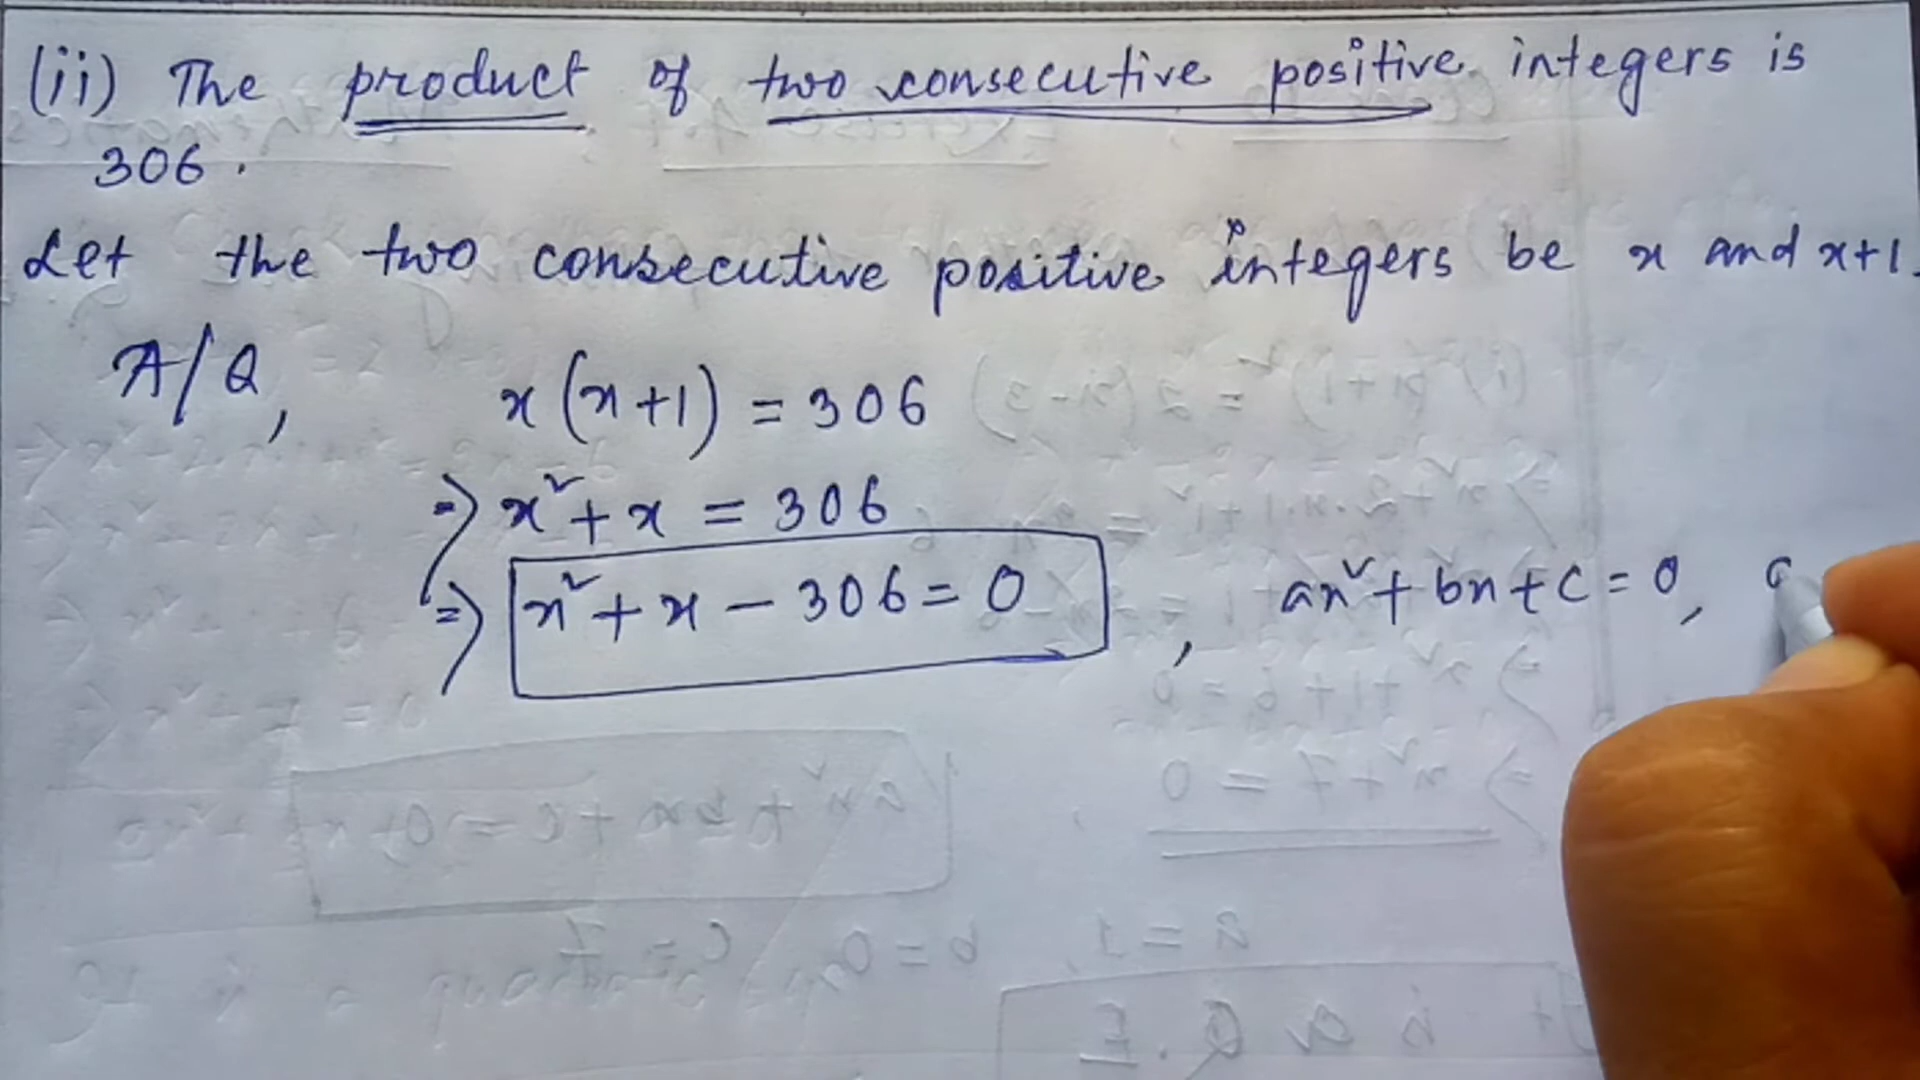 (ii) The product of two consecutive positive integers is
306.
Let the two consecutive positive integers be x and x+1.
A/Q,
x(x+1) = 306
=> x² + x = 306
=> x² + x - 306 = 0 , ax² + bx + c = 0, a